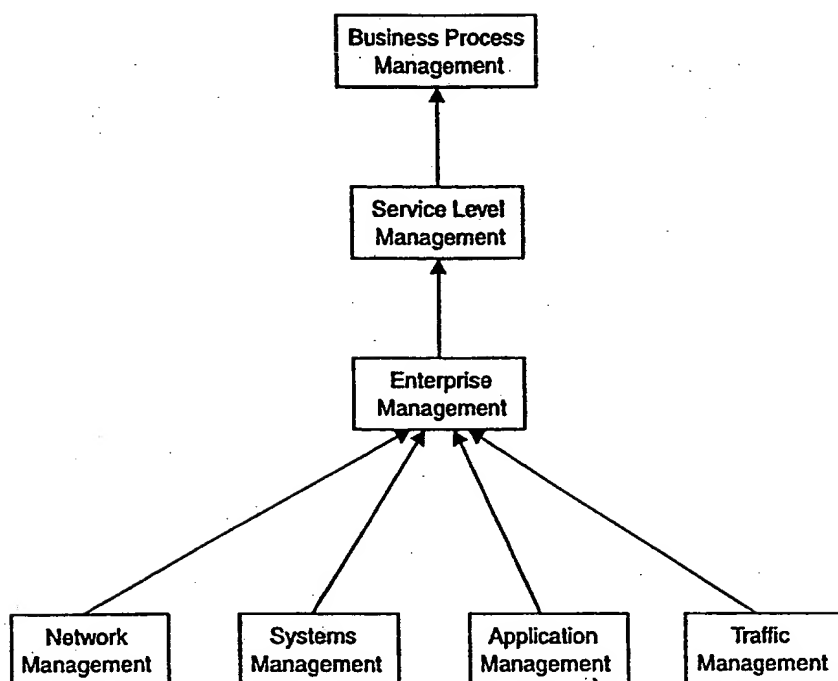 Business Process
Management
Service Level
Management
Enterprise
Management
Network
Management
Systems
Management
Application
Management
Traffic
Management